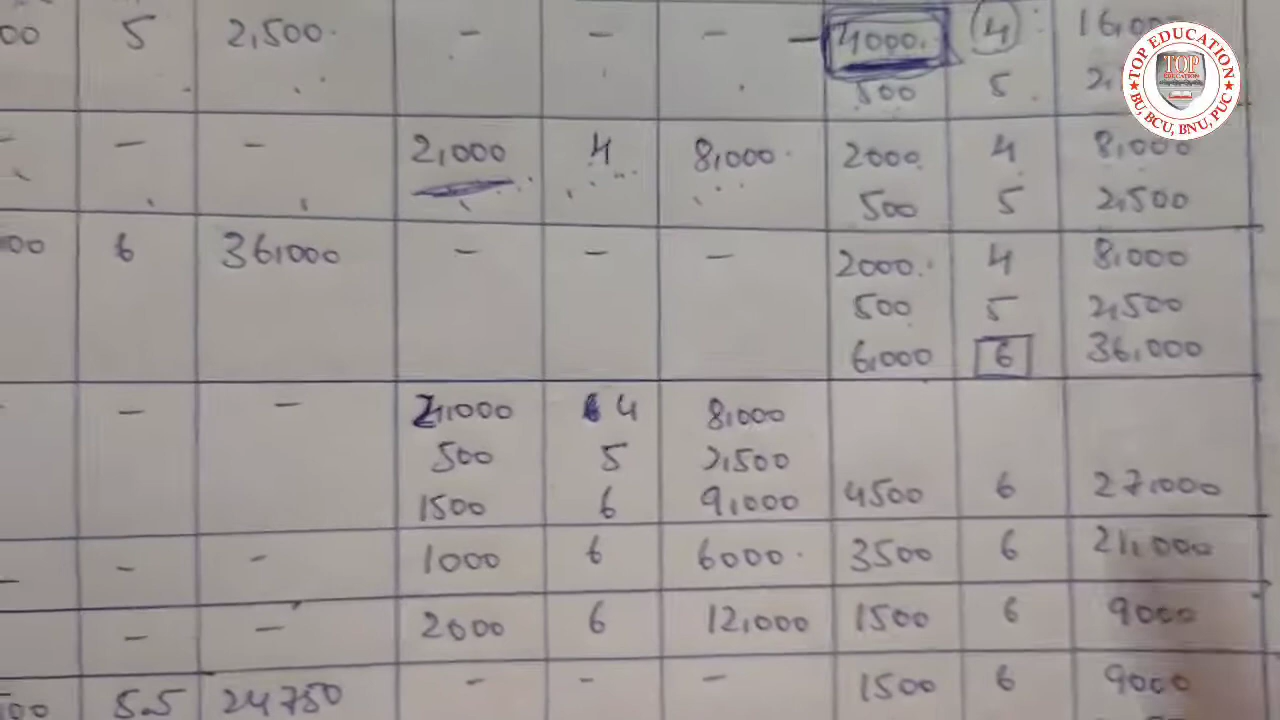 00 5 2,500. - - - - 4000. 4 16,000
500 5 2,
- - - 2,000 4 8,000. 2000. 4 8,000
500 5 2,500
00 6 36,000 - - - 2000. 4 8,000
500 5 2,500
6,000 6 36,000
- - - 2,000 4 8,000
500 5 2,500
1500 6 9,000 4500 6 27,000
- - - 1000 6 6000. 3500 6 21,000
- - 2000 6 12,000 1500 6 9000
00 5.5 24750 - - - 1500 6 9000
TOP EDUCATION
TOP
EDUCATION
BU, BCU, BNU, PUC